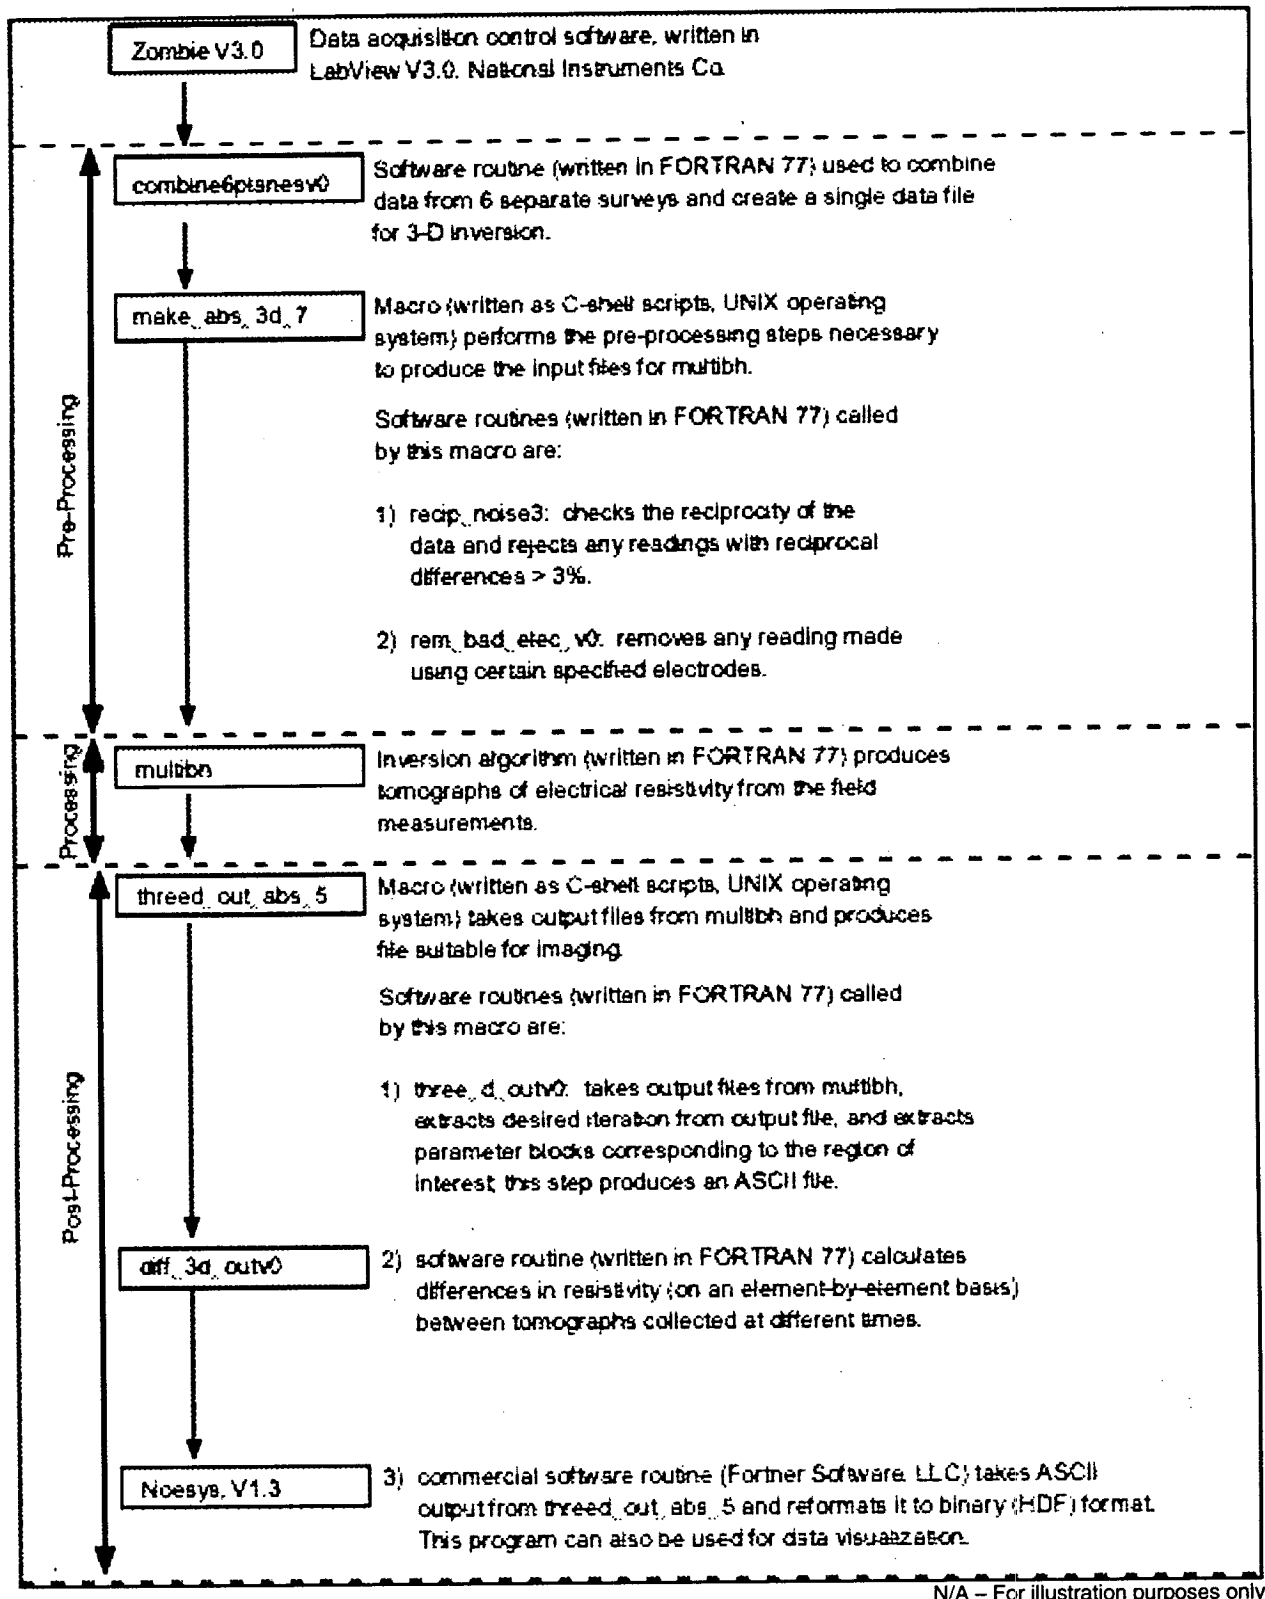 Zombie V3.0
Data acquisition control software, written in
LabView V3.0. National Instruments Co.
combine6ptsnesv0
Software routine (written in FORTRAN 77) used to combine
data from 6 separate surveys and create a single data file
for 3-D inversion.
make_abs_3d_7
Macro (written as C-shell scripts, UNIX operating
system) performs the pre-processing steps necessary
to produce the input files for multibh.
Software routines (written in FORTRAN 77) called
by this macro are:
1) recip_noise3: checks the reciprocity of the
data and rejects any readings with reciprocal
differences > 3%.
2) rem_bad_elec_v0: removes any reading made
using certain specified electrodes.
Pre-Processing
multibh
Inversion algorithm (written in FORTRAN 77) produces
tomographs of electrical resistivity from the field
measurements.
Processing
threed_out_abs_5
Macro (written as C-shell scripts, UNIX operating
system) takes output files from multibh and produces
file suitable for imaging.
Software routines (written in FORTRAN 77) called
by this macro are:
1) three_d_outv0: takes output files from multibh,
extracts desired iteration from output file, and extracts
parameter blocks corresponding to the region of
interest; this step produces an ASCII file.
Post-Processing
diff_3d_outv0
2) software routine (written in FORTRAN 77) calculates
differences in resistivity (on an element-by-element basis)
between tomographs collected at different times.
Noesys, V1.3
3) commercial software routine (Fortner Software, LLC) takes ASCII
output from threed_out_abs_5 and reformats it to binary (HDF) format.
This program can also be used for data visualization.
N/A – For illustration purposes only